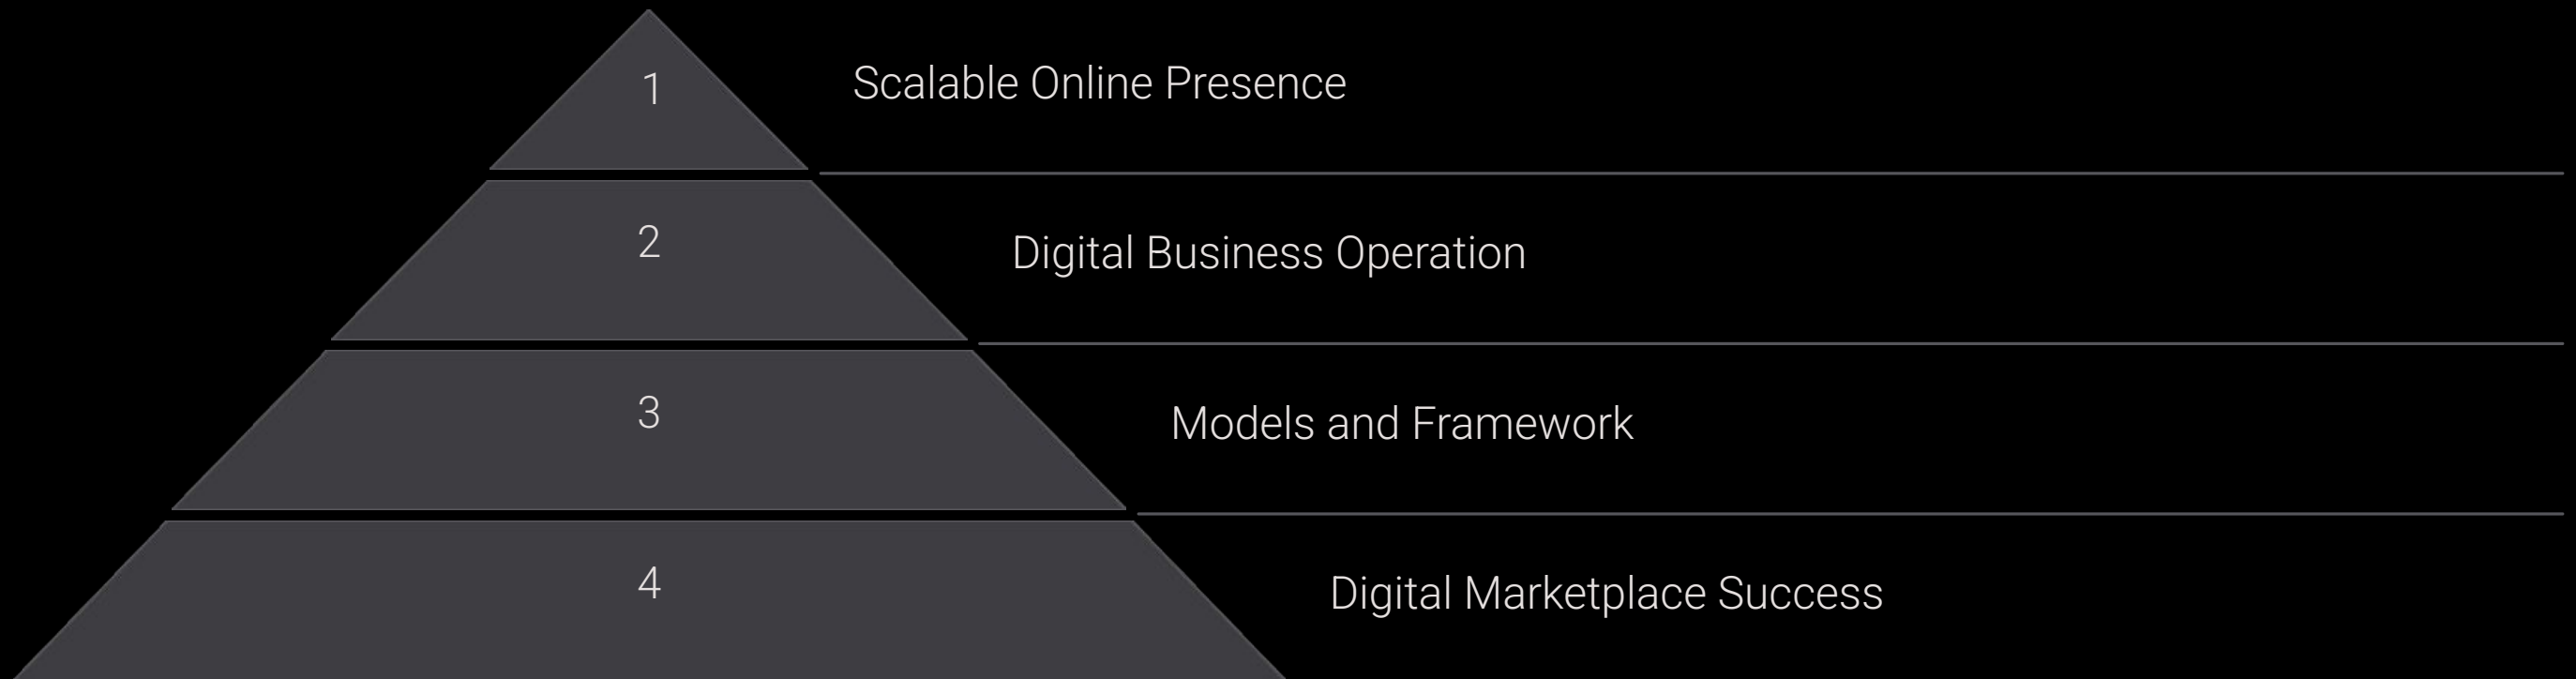 1
Scalable Online Presence
2
Digital Business Operation
3
Models and Framework
4
Digital Marketplace Success